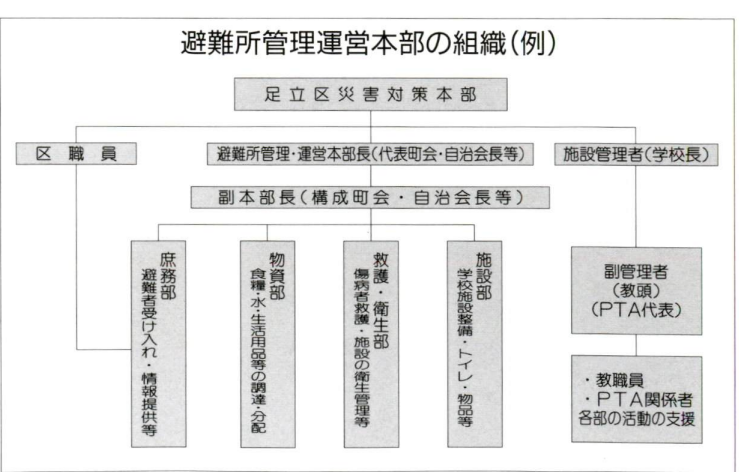 避難所管理運営本部の組織(例)
足立区災害対策本部
区職員
避難所管理・運営本部長(代表町会・自治会長等)
施設管理者(学校長)
副本部長(構成町会・自治会長等)
庶務部
避難者受け入れ・情報提供等
物資部
食糧・水・生活用品等の調達・分配
救護・衛生部
傷病者救護・施設の衛生管理等
施設部
学校施設整備・トイレ・物品等
副管理者
(教頭)
(PTA代表)
・教職員
・PTA関係者
各部の活動の支援